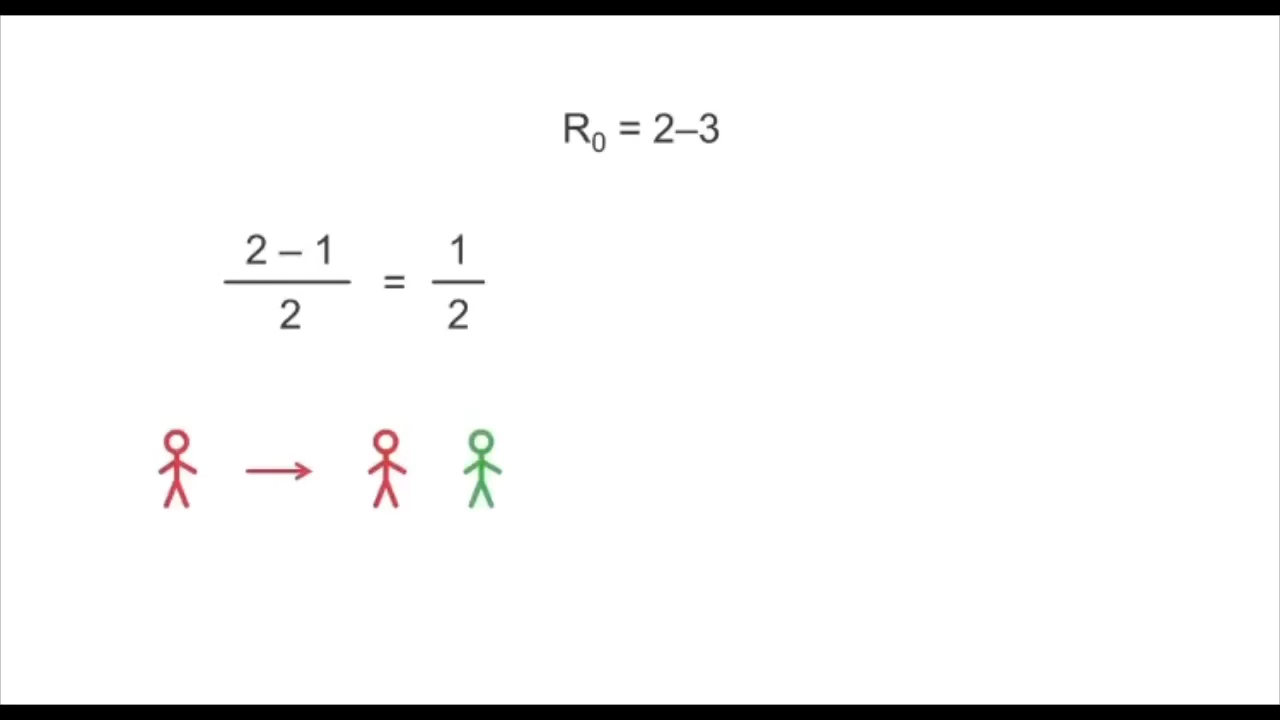 R₀ = 2–3
2 – 1
2
=
1
2